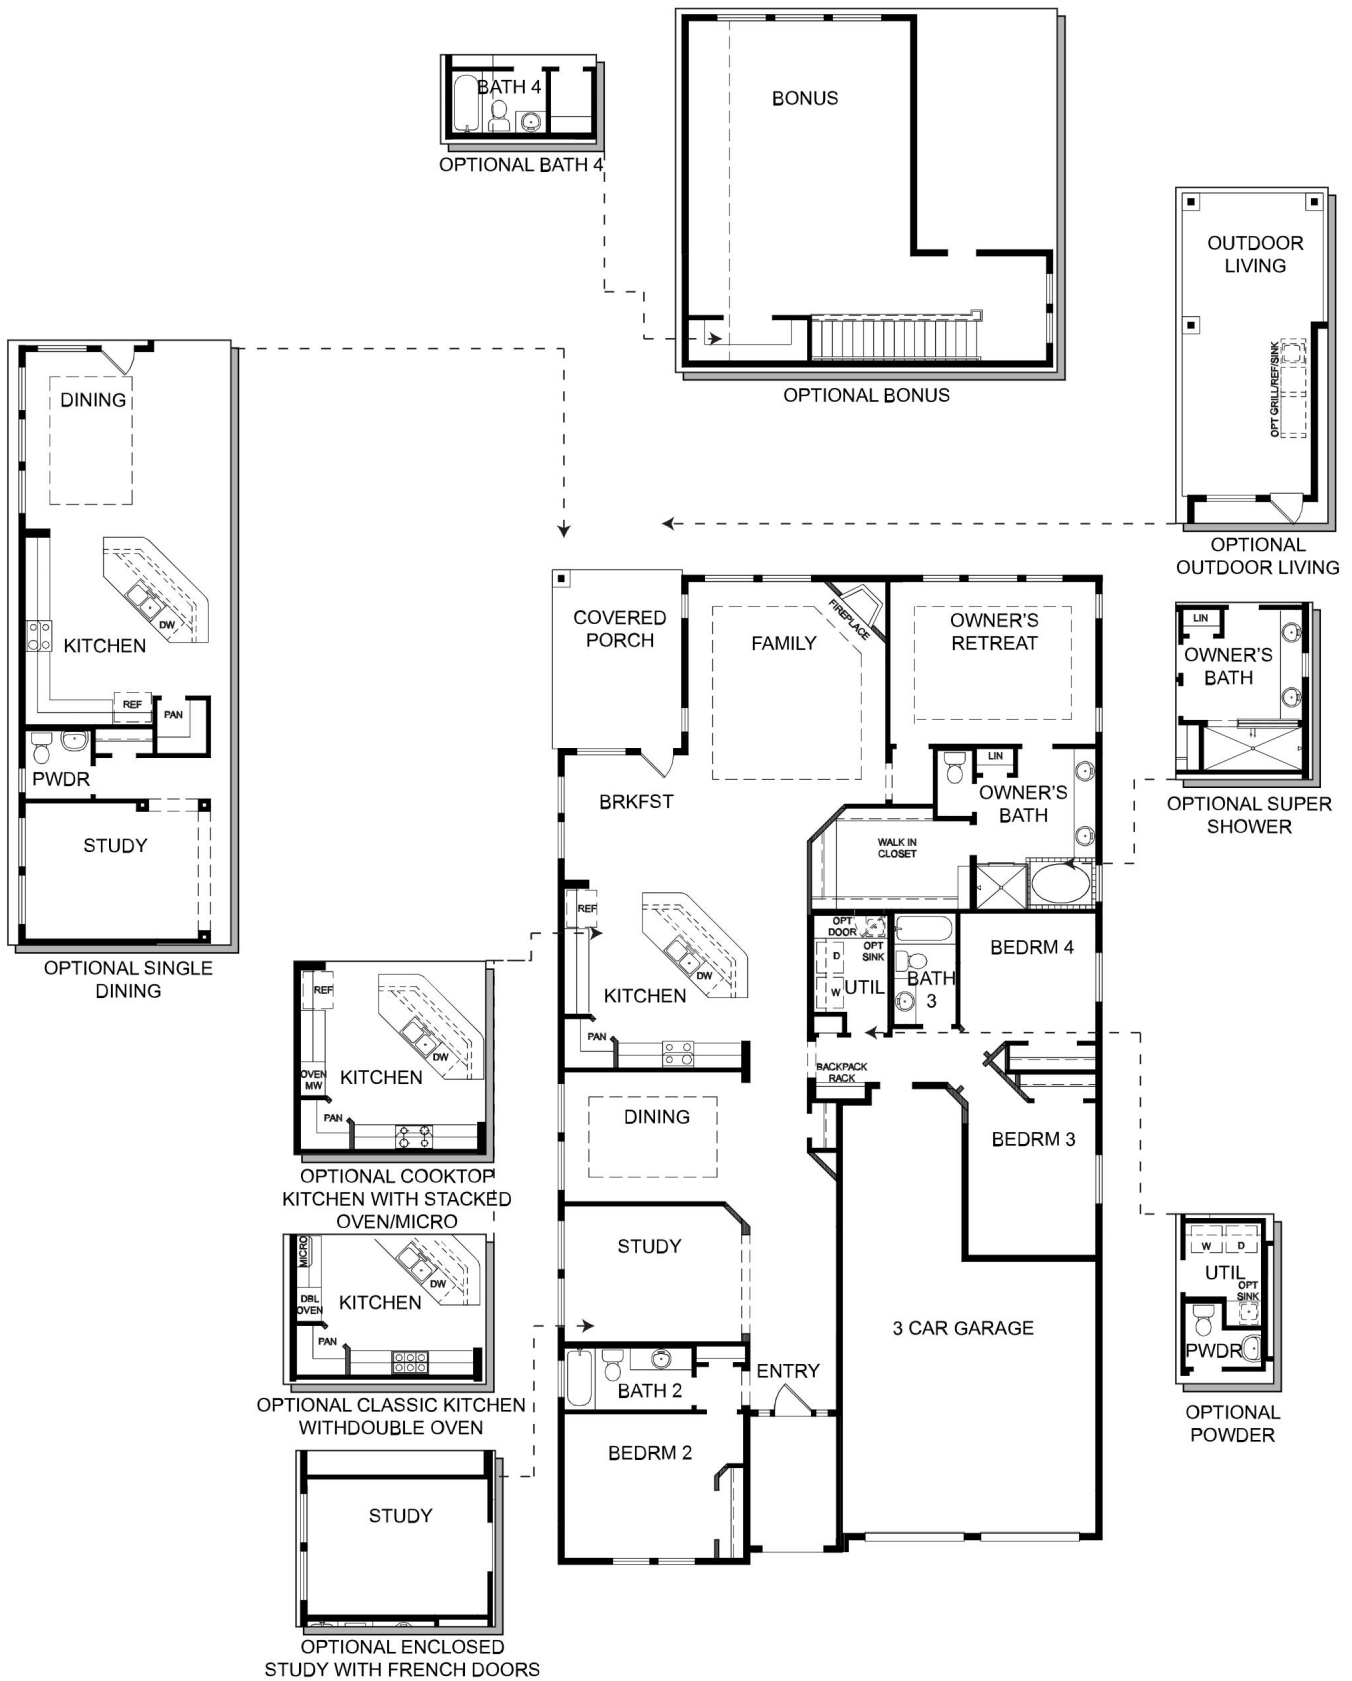 BATH 4
OPTIONAL BATH 4
BONUS
OPTIONAL BONUS
OUTDOOR
LIVING
OPT GRILL/REF/SINK
OPTIONAL
OUTDOOR LIVING
DINING
DW
KITCHEN
REF
PAN
PWDR
STUDY
OPTIONAL SINGLE
DINING
COVERED
PORCH
FAMILY
FIREPLACE
OWNER'S
RETREAT
BRKFST
LIN
OWNER'S
BATH
WALK IN
CLOSET
LIN
OWNER'S
BATH
OPTIONAL SUPER
SHOWER
REF
DW
KITCHEN
PAN
OPT
DOOR
OPT
SINK
D
W
UTIL
BATH
3
BEDRM 4
BACKPACK
RACK
BEDRM 3
DINING
STUDY
3 CAR GARAGE
ENTRY
BATH 2
BEDRM 2
REF
DW
OVEN
MW
KITCHEN
PAN
OPTIONAL COOKTOP
KITCHEN WITH STACKED
OVEN/MICRO
MICRO
DW
DBL
OVEN
KITCHEN
PAN
OPTIONAL CLASSIC KITCHEN
WITHDOUBLE OVEN
STUDY
OPTIONAL ENCLOSED
STUDY WITH FRENCH DOORS
W
D
UTIL
OPT
SINK
PWDR
OPTIONAL
POWDER